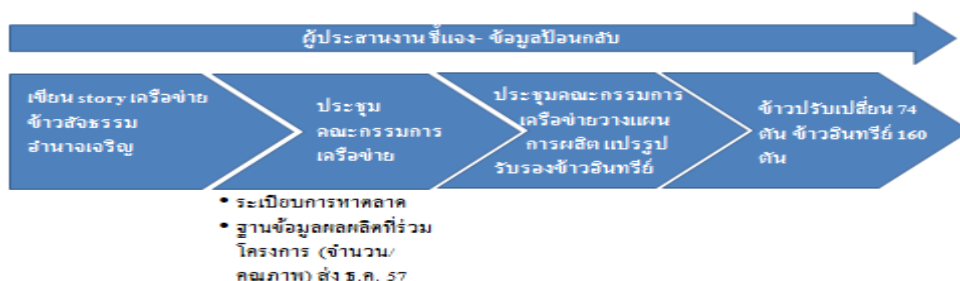 ผู้ประสานงาน ชี้แจง- ข้อมูลป้อนกลับ
เขียน story เครือข่าย
ข้าวสัจธรรม
อำนาจเจริญ
ประชุม
คณะกรรมการ
เครือข่าย
ประชุมคณะกรรมการ
เครือข่ายวางแผน
การผลิต แปรรูป
รับรองข้าวอินทรีย์
ข้าวปรับเปลี่ยน 74
ตัน ข้าวอินทรีย์ 160
ตัน
• ระเบียบการทำตลาด
• ฐานข้อมูลผลผลิตที่ร่วม
โครงการ (จำนวน/
คุณภาพ) ส่ง ธ.ค. 57